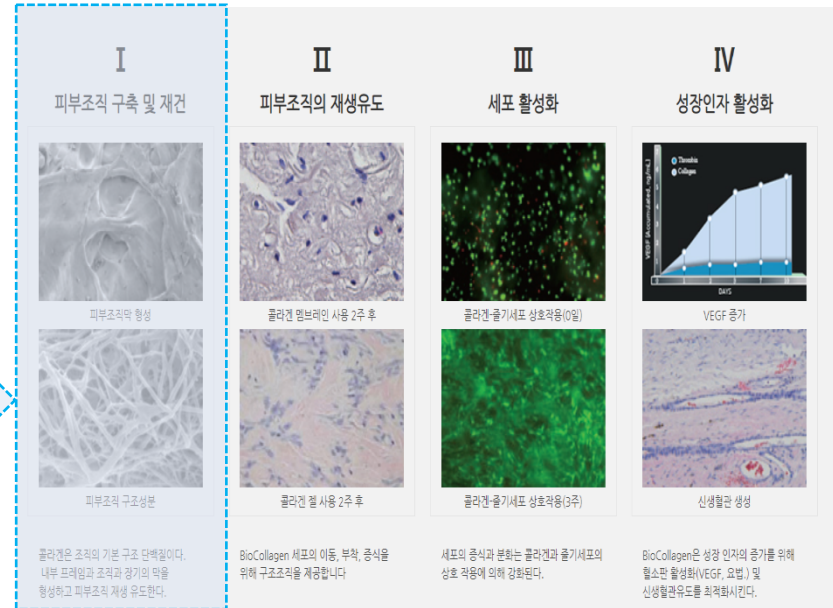 I
피부조직 구축 및 재건
피부조직막 형성
피부조직 구조성분
콜라겐은 조직의 기본 구조 단백질이다.
내부 프레임과 조직과 장기의 막을
형성하고 피부조직 재생 유도한다.
II
피부조직의 재생유도
콜라겐 멤브레인 사용 2주 후
콜라겐 젤 사용 2주 후
BioCollagen 세포의 이동, 부착, 증식을
위해 구조조직을 제공합니다
III
세포 활성화
콜라겐-줄기세포 상호작용(0일)
콜라겐-줄기세포 상호작용(3주)
세포의 증식과 분화는 콜라겐과 줄기세포의
상호 작용에 의해 강화된다.
IV
성장인자 활성화
Thrombin
Collagen
VEGF (Accumulated, ng/mL)
DAYS
VEGF 증가
신생혈관 생성
BioCollagen은 성장 인자의 증가를 위해
혈소판 활성화(VEGF, 요법.) 및
신생혈관유도를 최적화시킨다.